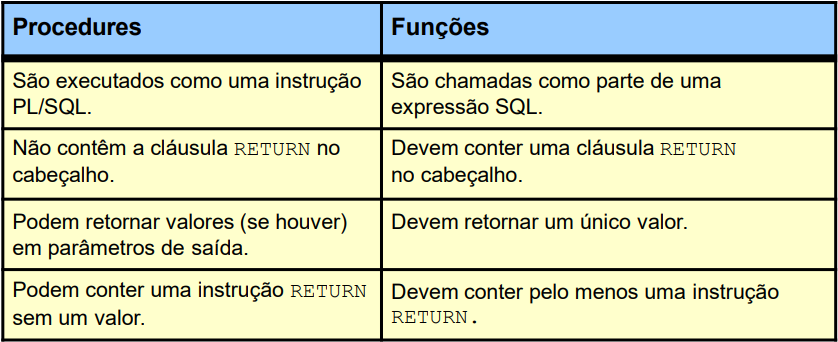 Procedures
Funções
São executados como uma instrução
PL/SQL.
São chamadas como parte de uma
expressão SQL.
Não contêm a cláusula RETURN no
cabeçalho.
Devem conter uma cláusula RETURN
no cabeçalho.
Podem retornar valores (se houver)
em parâmetros de saída.
Devem retornar um único valor.
Podem conter uma instrução RETURN
sem um valor.
Devem conter pelo menos uma instrução
RETURN.